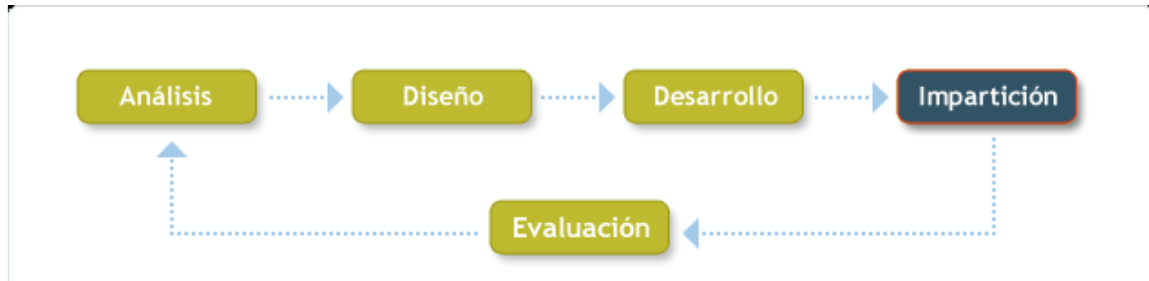 Análisis
Diseño
Desarrollo
Impartición
Evaluación